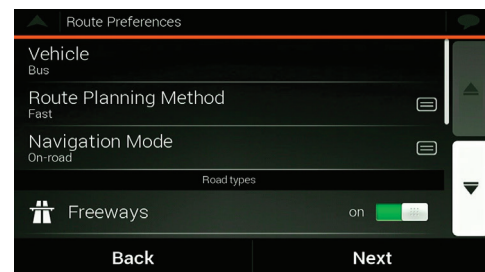 Route Preferences
Vehicle
Bus
Route Planning Method
Fast
Navigation Mode
On-road
Road types
Freeways
on
Back
Next